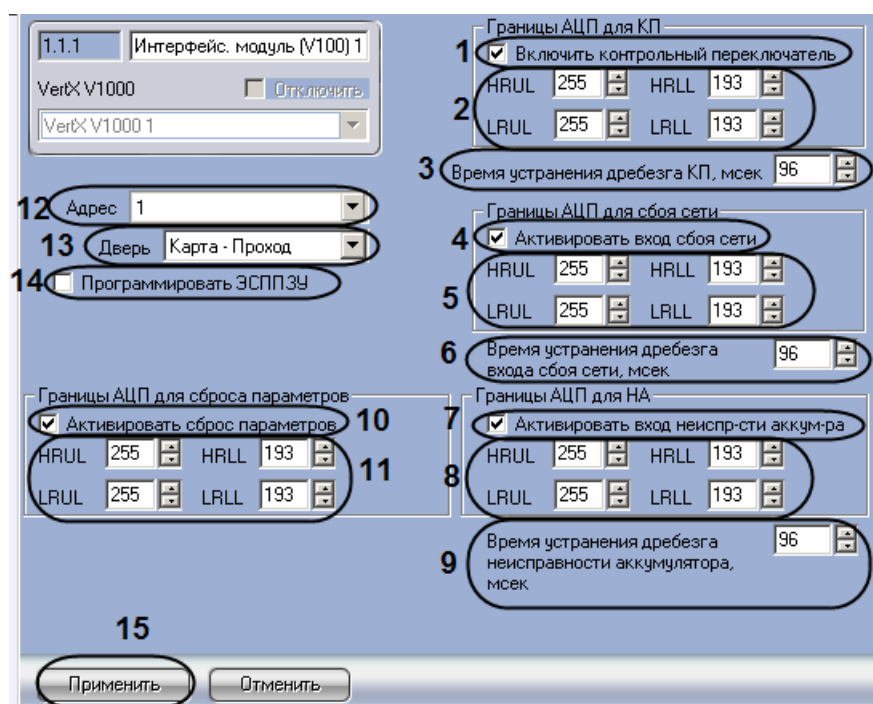 1.1.1 Интерфейс. модуль (V100) 1
VertX V1000 Отключить
VertX V1000 1
12 Адрес 1
13 Дверь Карта - Проход
14 Программировать ЭСППЗУ
Границы АЦП для КП
1 Включить контрольный переключатель
2 HRUL 255 HRLL 193
LRUL 255 LRLL 193
3 Время устранения дребезга КП, мсек 96
Границы АЦП для сбоя сети
4 Активировать вход сбоя сети
5 HRUL 255 HRLL 193
LRUL 255 LRLL 193
6 Время устранения дребезга 96
входа сбоя сети, мсек
Границы АЦП для сброса параметров
Активировать сброс параметров 10
HRUL 255 HRLL 193 11
LRUL 255 LRLL 193
Границы АЦП для НА
7 Активировать вход неиспр-сти аккум-ра
8 HRUL 255 HRLL 193
LRUL 255 LRLL 193
9 Время устранения дребезга 96
неисправности аккумулятора,
мсек
15
Применить Отменить